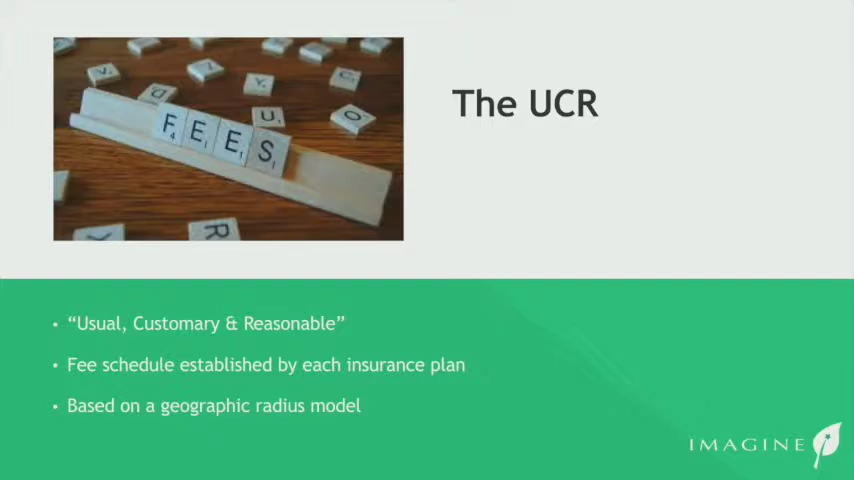 V
D
Y
C
U
O
FEES
R
Y
The UCR
• “Usual, Customary & Reasonable”
• Fee schedule established by each insurance plan
• Based on a geographic radius model
IMAGINE